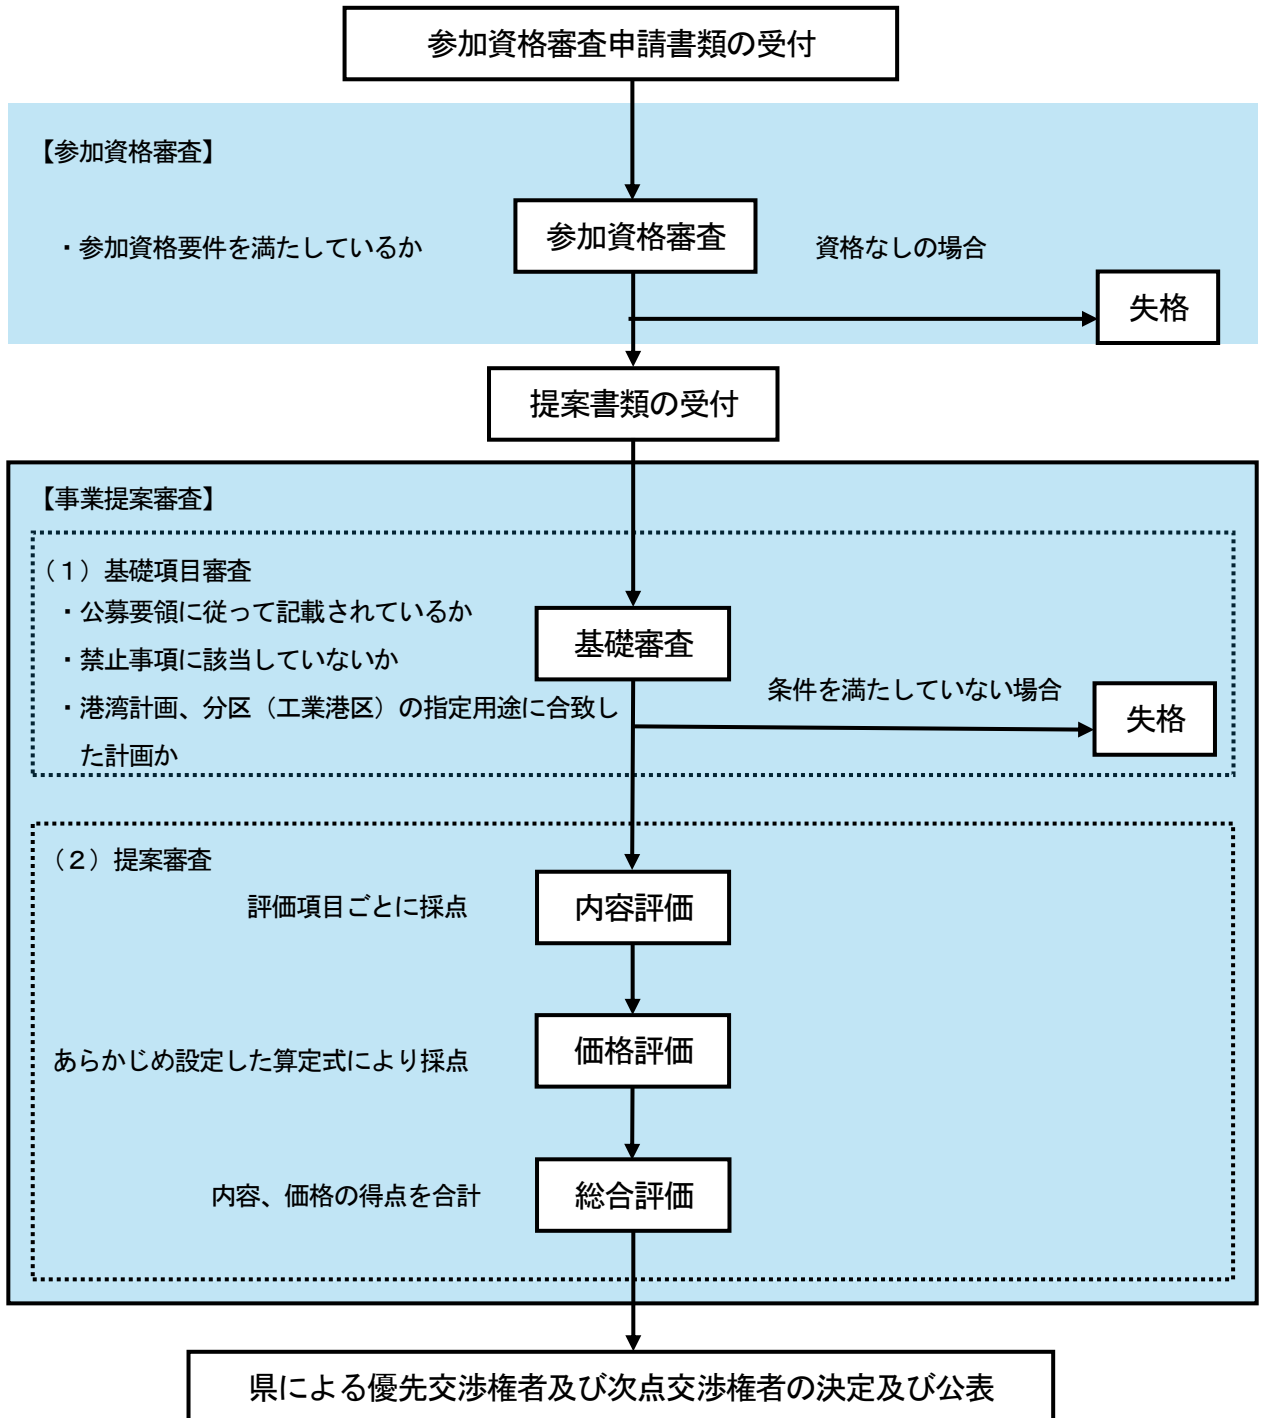 参加資格審査申請書類の受付
【参加資格審査】
・参加資格要件を満たしているか
参加資格審査
資格なしの場合
失格
提案書類の受付
【事業提案審査】
（１）基礎項目審査
・公募要領に従って記載されているか
・禁止事項に該当していないか
・港湾計画、分区（工業港区）の指定用途に合致し
た計画か
基礎審査
条件を満たしていない場合
失格
（２）提案審査
評価項目ごとに採点
内容評価
あらかじめ設定した算定式により採点
価格評価
内容、価格の得点を合計
総合評価
県による優先交渉権者及び次点交渉権者の決定及び公表